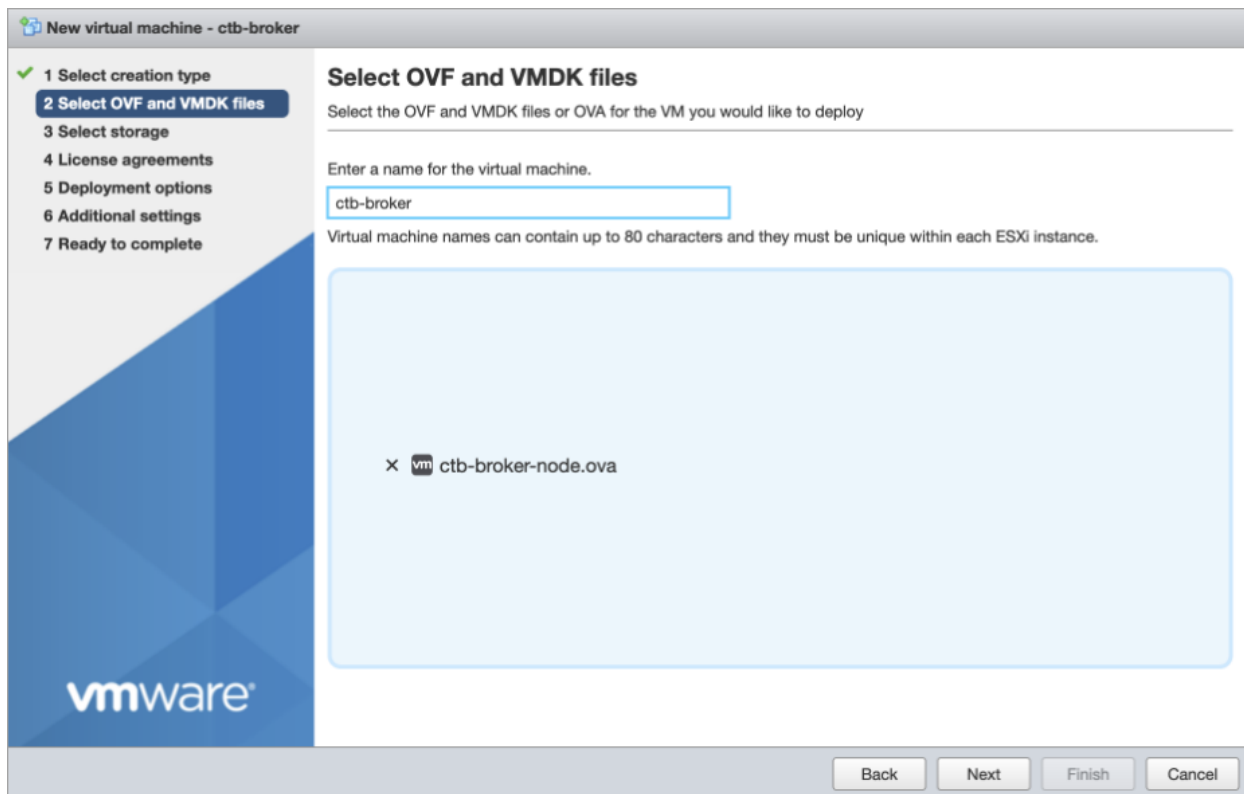 New virtual machine - ctb-broker
1 Select creation type
2 Select OVF and VMDK files
3 Select storage
4 License agreements
5 Deployment options
6 Additional settings
7 Ready to complete
vmware®
Select OVF and VMDK files
Select the OVF and VMDK files or OVA for the VM you would like to deploy
Enter a name for the virtual machine.
ctb-broker
Virtual machine names can contain up to 80 characters and they must be unique within each ESXi instance.
× vm ctb-broker-node.ova
Back Next Finish Cancel